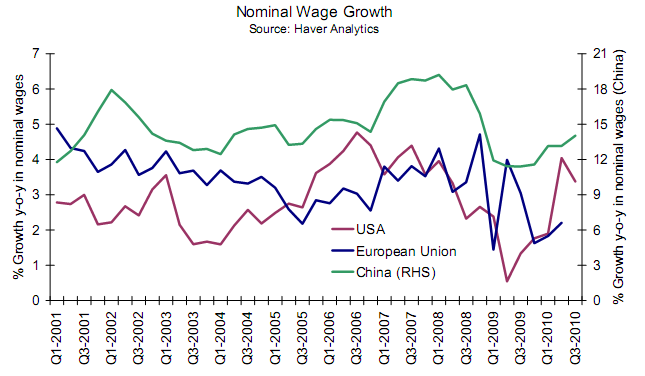 Nominal Wage Growth
Source: Haver Analytics
% Growth y-o-y in nominal wages
7
6
5
4
3
2
1
0
21
18
15
12
9
6
3
0
% Growth y-o-y in nominal wages (China)
USA
European Union
China (RHS)
Q1-2001
Q3-2001
Q1-2002
Q3-2002
Q1-2003
Q3-2003
Q1-2004
Q3-2004
Q1-2005
Q3-2005
Q1-2006
Q3-2006
Q1-2007
Q3-2007
Q1-2008
Q3-2008
Q1-2009
Q3-2009
Q1-2010
Q3-2010